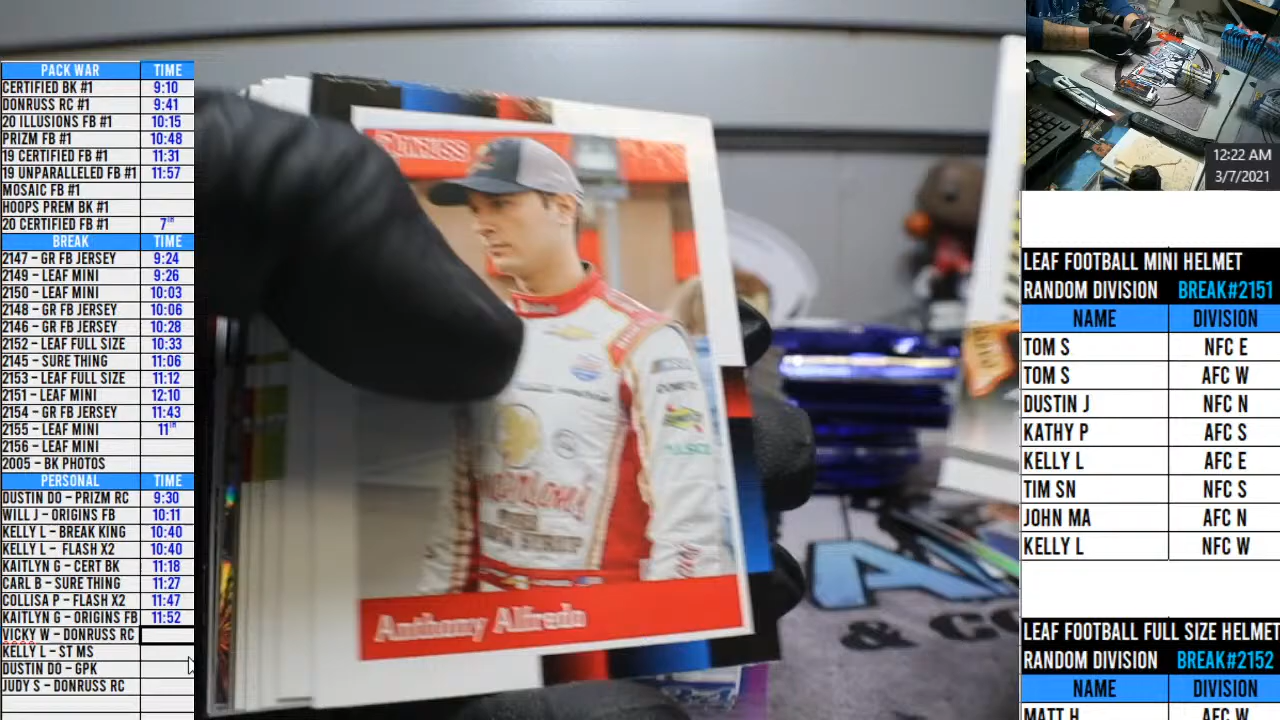 PACK WAR TIME
CERTIFIED BK #1 9:10
DONRUSS RC #1 9:41
20 ILLUSIONS FB #1 10:15
PRIZM FB #1 10:48
19 CERTIFIED FB #1 11:31
19 UNPARALLELED FB #1 11:57
MOSAIC FB #1
HOOPS PREM BK #1
20 CERTIFIED FB #1 7TH
BREAK TIME
2147 – GR FB JERSEY 9:24
2149 – LEAF MINI 9:26
2150 – LEAF MINI 10:03
2148 – GR FB JERSEY 10:06
2146 – GR FB JERSEY 10:28
2152 – LEAF FULL SIZE 10:33
2145 – SURE THING 11:06
2153 – LEAF FULL SIZE 11:12
2151 – LEAF MINI 12:10
2154 – GR FB JERSEY 11:43
2155 – LEAF MINI 11TH
2156 – LEAF MINI
2005 – BK PHOTOS
PERSONAL TIME
DUSTIN DO – PRIZM RC 9:30
WILL J – ORIGINS FB 10:11
KELLY L – BREAK KING 10:40
KELLY L – FLASH X2 10:40
KAITLYN G – CERT BK 11:18
CARL B – SURE THING 11:27
COLLISA P – FLASH X2 11:47
KAITLYN G – ORIGINS FB 11:52
VICKY W – DONRUSS RC
KELLY L – ST MS
DUSTIN DO – GPK
JUDY S – DONRUSS RC
DONRUSS
Anthony Alfredo
& CO
12:22 AM
3/7/2021
LEAF FOOTBALL MINI HELMET
RANDOM DIVISION BREAK#2151
NAME DIVISION
TOM S NFC E
TOM S AFC W
DUSTIN J NFC N
KATHY P AFC S
KELLY L AFC E
TIM SN NFC S
JOHN MA AFC N
KELLY L NFC W
LEAF FOOTBALL FULL SIZE HELMET
RANDOM DIVISION BREAK#2152
NAME DIVISION
MATT H AFC W